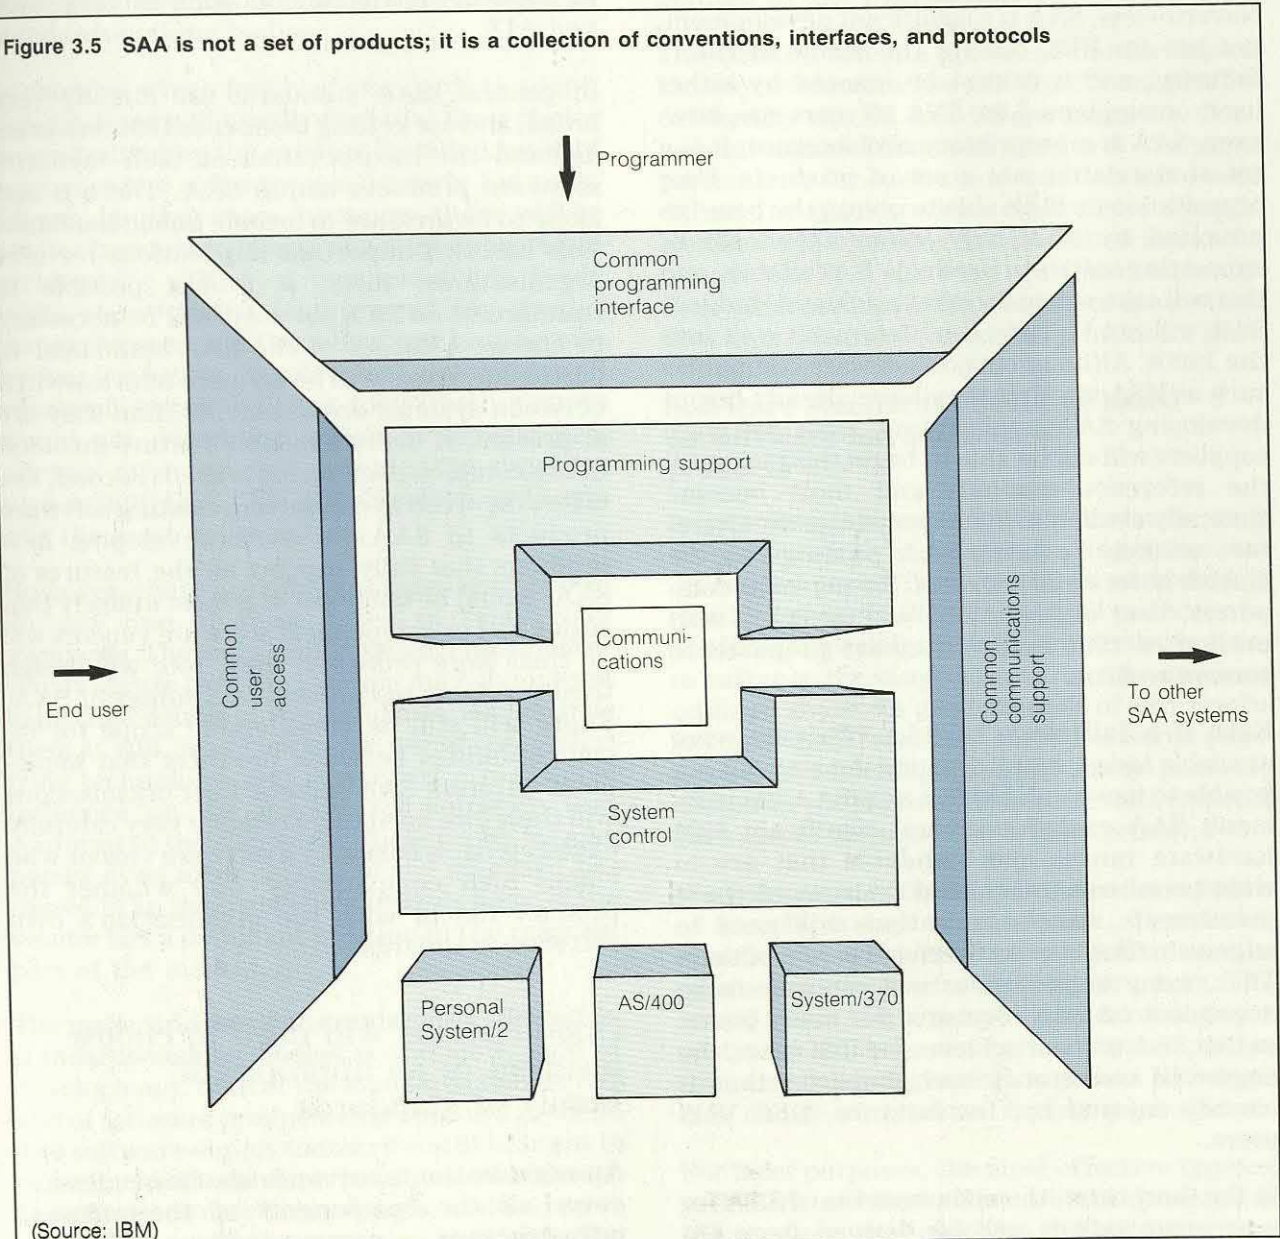 Figure 3.5 SAA is not a set of products; it is a collection of conventions, interfaces, and protocols
Programmer
Common
programming
interface
Programming support
Communi-
cations
Common
user
access
Common
communications
support
End user
To other
SAA systems
System
control
Personal
System/2
AS/400
System/370
(Source: IBM)